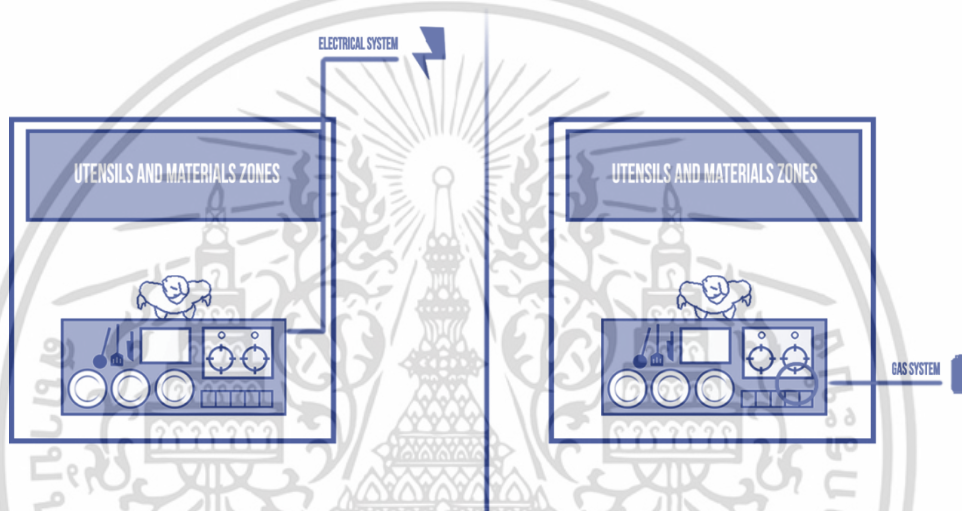 ELECTRICAL SYSTEM
UTENSILS AND MATERIALS ZONES
UTENSILS AND MATERIALS ZONES
GAS SYSTEM